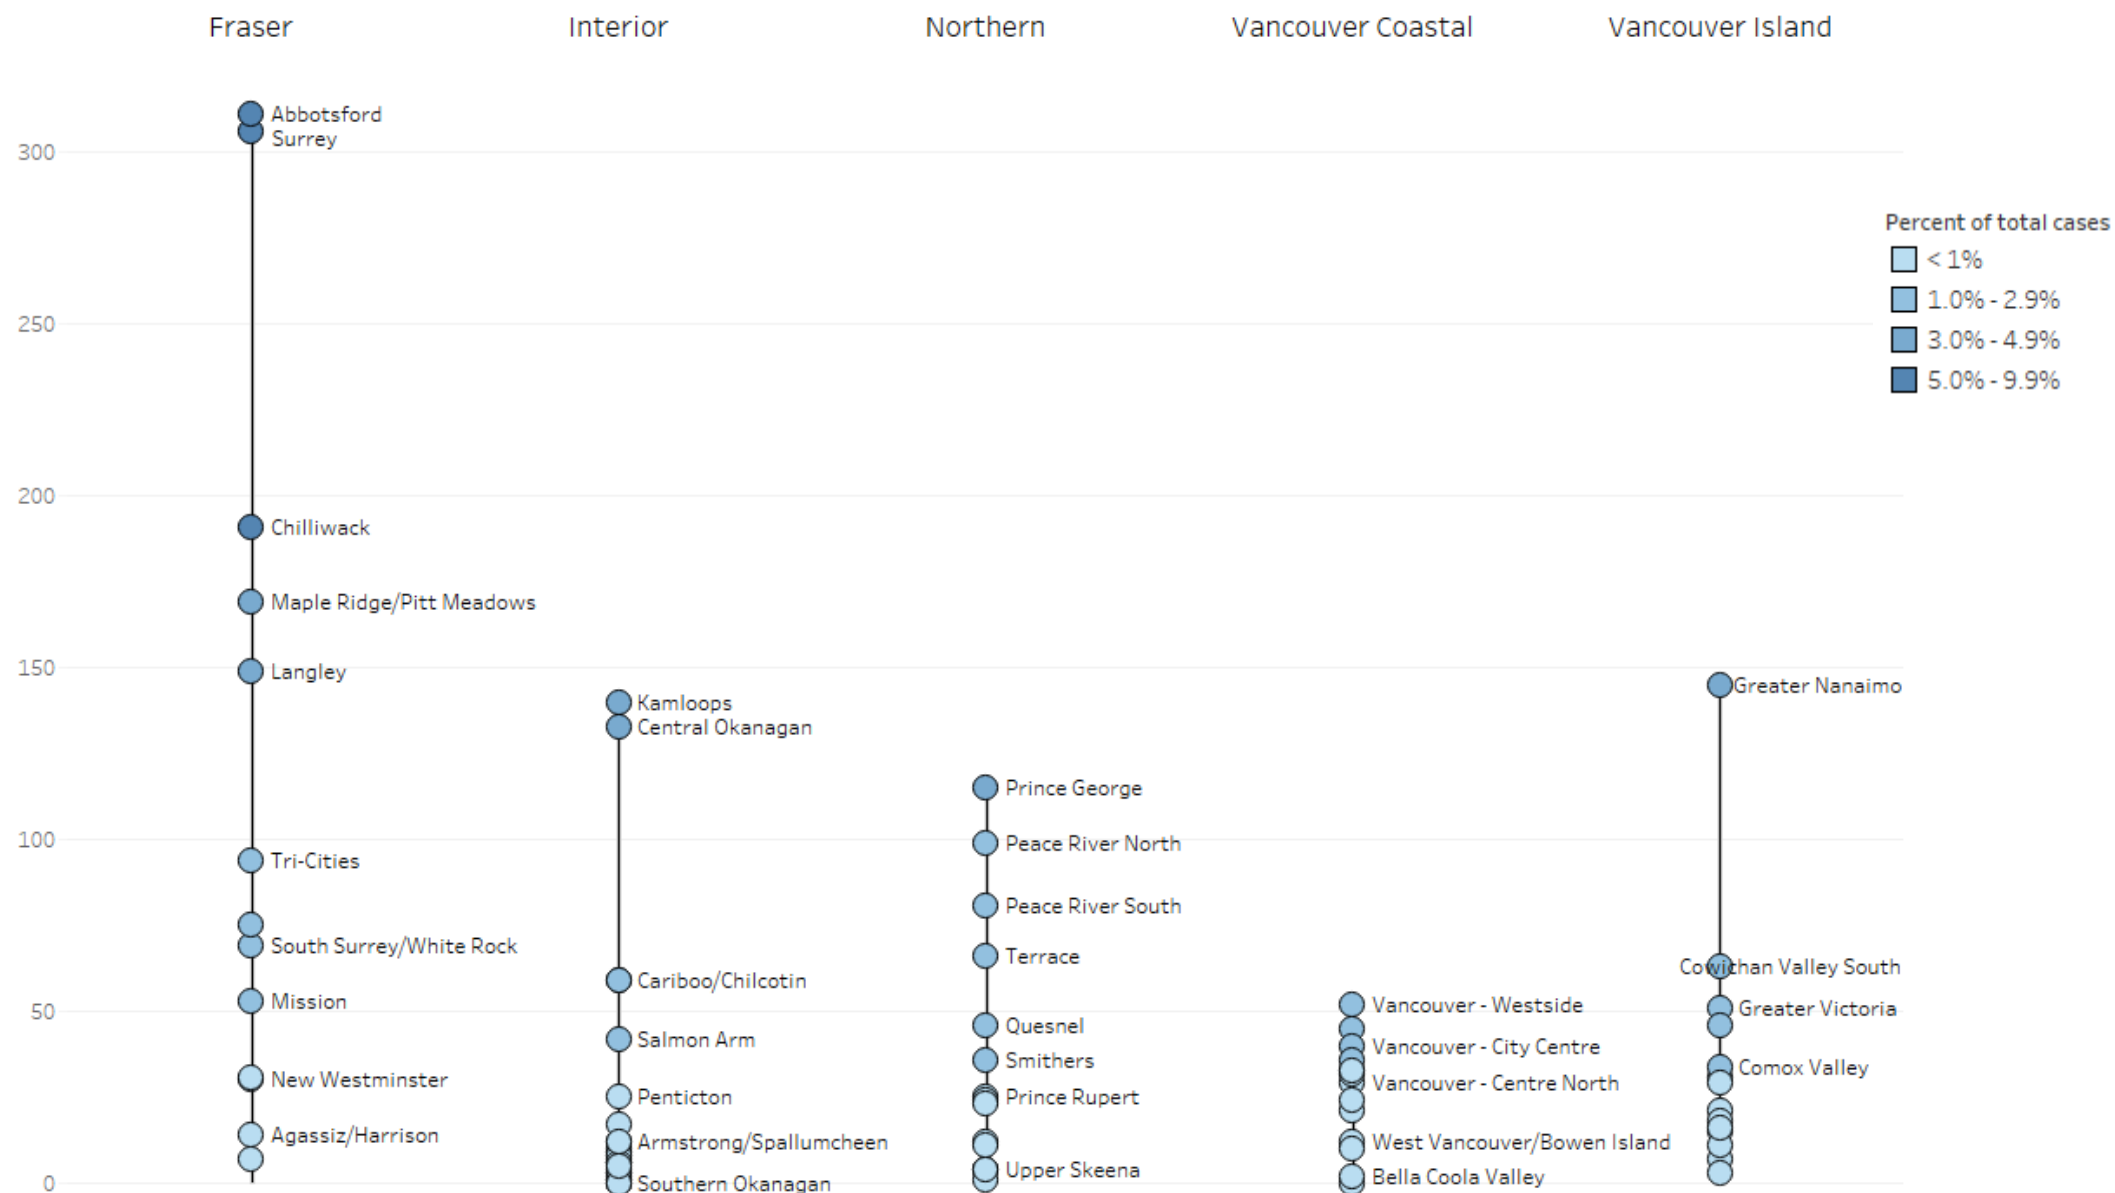 Fraser
Interior
Northern
Vancouver Coastal
Vancouver Island
Abbotsford
Surrey
300
Percent of total cases
< 1%
1.0% - 2.9%
250
3.0% - 4.9%
5.0% - 9.9%
200
Chilliwack
Maple Ridge/Pitt Meadows
150
Langley
Greater Nanaimo
Kamloops
Central Okanagan
Prince George
100
Peace River North
Tri-Cities
Peace River South
South Surrey/White Rock
Terrace
Cowichan Valley South
Cariboo/Chilcotin
Mission
Vancouver - Westside
Greater Victoria
50
Quesnel
Salmon Arm
Vancouver - City Centre
Smithers
Comox Valley
New Westminster
Vancouver - Centre North
Penticton
Prince Rupert
Agassiz/Harrison
Armstrong/Spallumcheen
West Vancouver/Bowen Island
Upper Skeena
Bella Coola Valley
0
Southern Okanagan